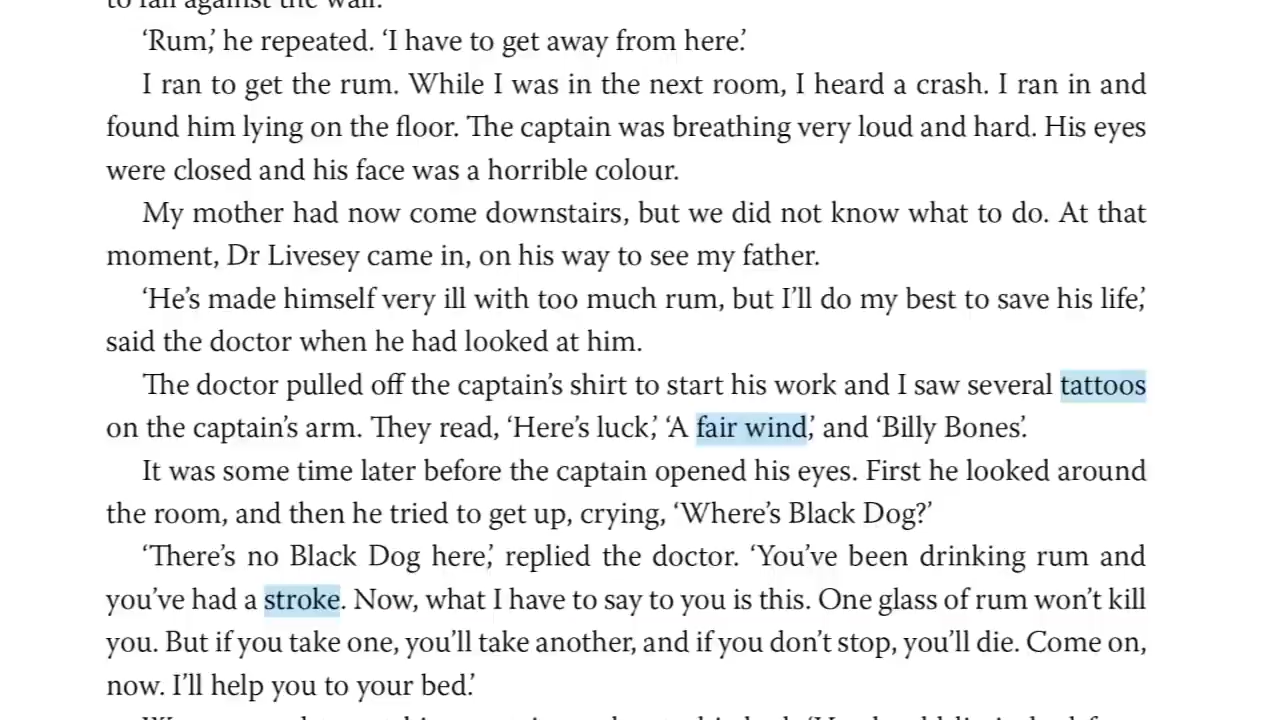 to fall against the wall.
‘Rum,’ he repeated. ‘I have to get away from here.’
I ran to get the rum. While I was in the next room, I heard a crash. I ran in and
found him lying on the floor. The captain was breathing very loud and hard. His eyes
were closed and his face was a horrible colour.
My mother had now come downstairs, but we did not know what to do. At that
moment, Dr Livesey came in, on his way to see my father.
‘He’s made himself very ill with too much rum, but I’ll do my best to save his life,’
said the doctor when he had looked at him.
The doctor pulled off the captain’s shirt to start his work and I saw several tattoos
on the captain’s arm. They read, ‘Here’s luck,’ ‘A fair wind,’ and ‘Billy Bones’.
It was some time later before the captain opened his eyes. First he looked around
the room, and then he tried to get up, crying, ‘Where’s Black Dog?’
‘There’s no Black Dog here,’ replied the doctor. ‘You’ve been drinking rum and
you’ve had a stroke. Now, what I have to say to you is this. One glass of rum won’t kill
you. But if you take one, you’ll take another, and if you don’t stop, you’ll die. Come on,
now. I’ll help you to your bed.’